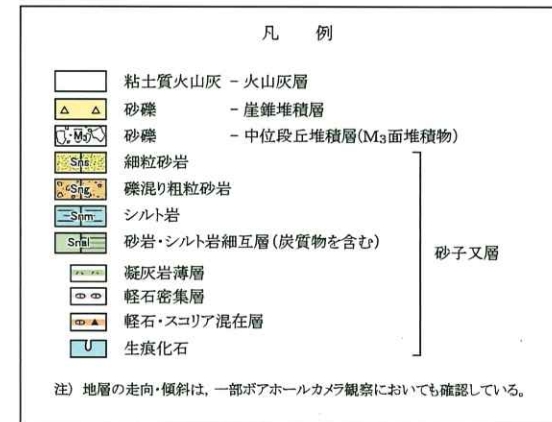 凡　例
粘土質火山灰 － 火山灰層
砂礫 － 崖錐堆積層
M₃ 砂礫 － 中位段丘堆積層(M₃面堆積物)
Sns 細粒砂岩
Sng 礫混り粗粒砂岩
Snm シルト岩
Snal 砂岩・シルト岩細互層(炭質物を含む)
凝灰岩薄層
軽石密集層
軽石・スコリア混在層
生痕化石
砂子又層
注) 地層の走向・傾斜は，一部ボアホールカメラ観察においても確認している。